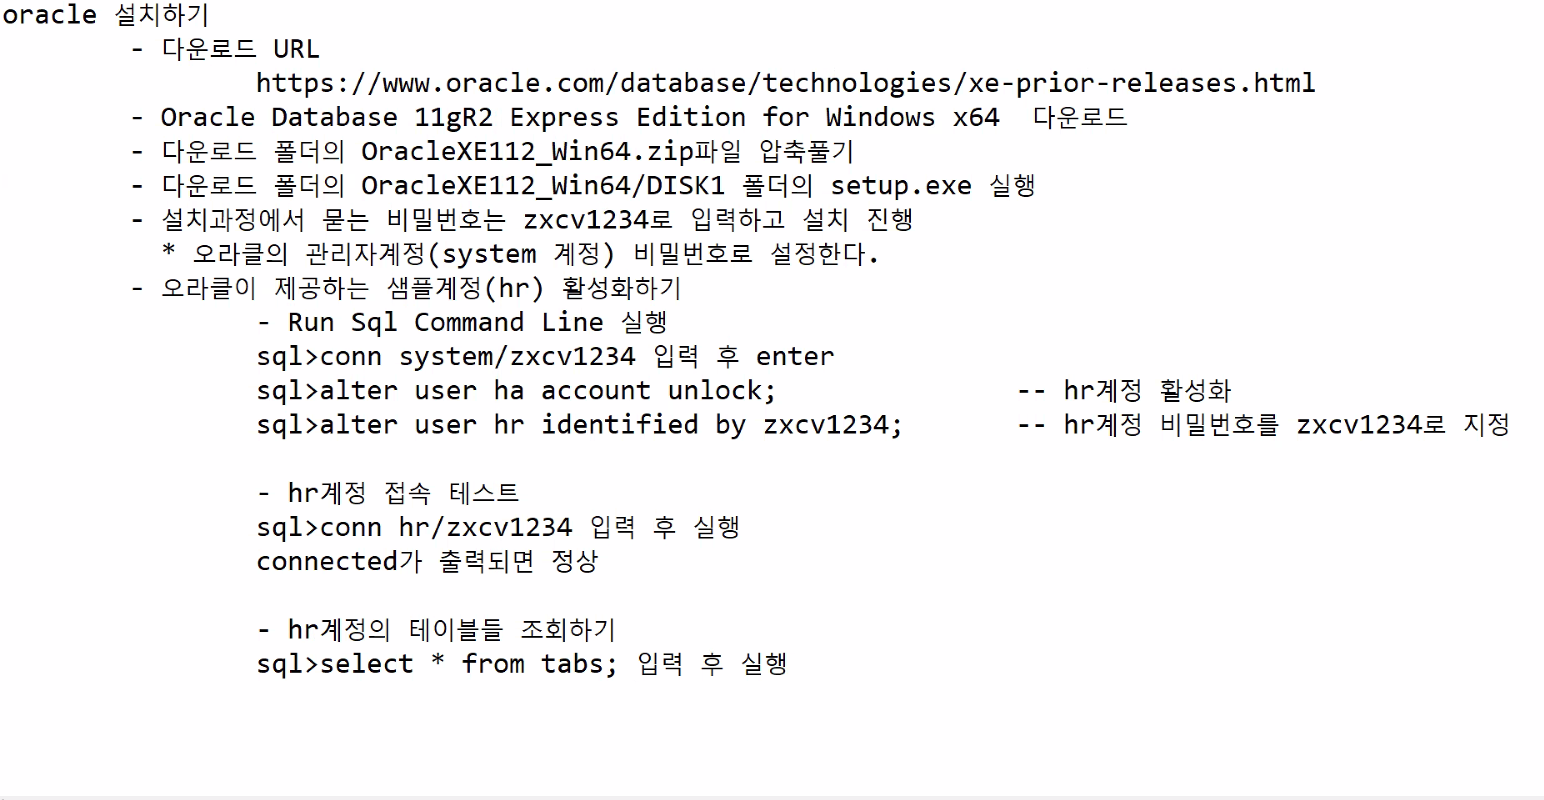 oracle 설치하기
- 다운로드 URL
https://www.oracle.com/database/technologies/xe-prior-releases.html
- Oracle Database 11gR2 Express Edition for Windows x64  다운로드
- 다운로드 폴더의 OracleXE112_Win64.zip파일 압축풀기
- 다운로드 폴더의 OracleXE112_Win64/DISK1 폴더의 setup.exe 실행
- 설치과정에서 묻는 비밀번호는 zxcv1234로 입력하고 설치 진행
* 오라클의 관리자계정(system 계정) 비밀번호로 설정한다.
- 오라클이 제공하는 샘플계정(hr) 활성화하기
- Run Sql Command Line 실행
sql>conn system/zxcv1234 입력 후 enter
sql>alter user ha account unlock; -- hr계정 활성화
sql>alter user hr identified by zxcv1234; -- hr계정 비밀번호를 zxcv1234로 지정
- hr계정 접속 테스트
sql>conn hr/zxcv1234 입력 후 실행
connected가 출력되면 정상
- hr계정의 테이블들 조회하기
sql>select * from tabs; 입력 후 실행